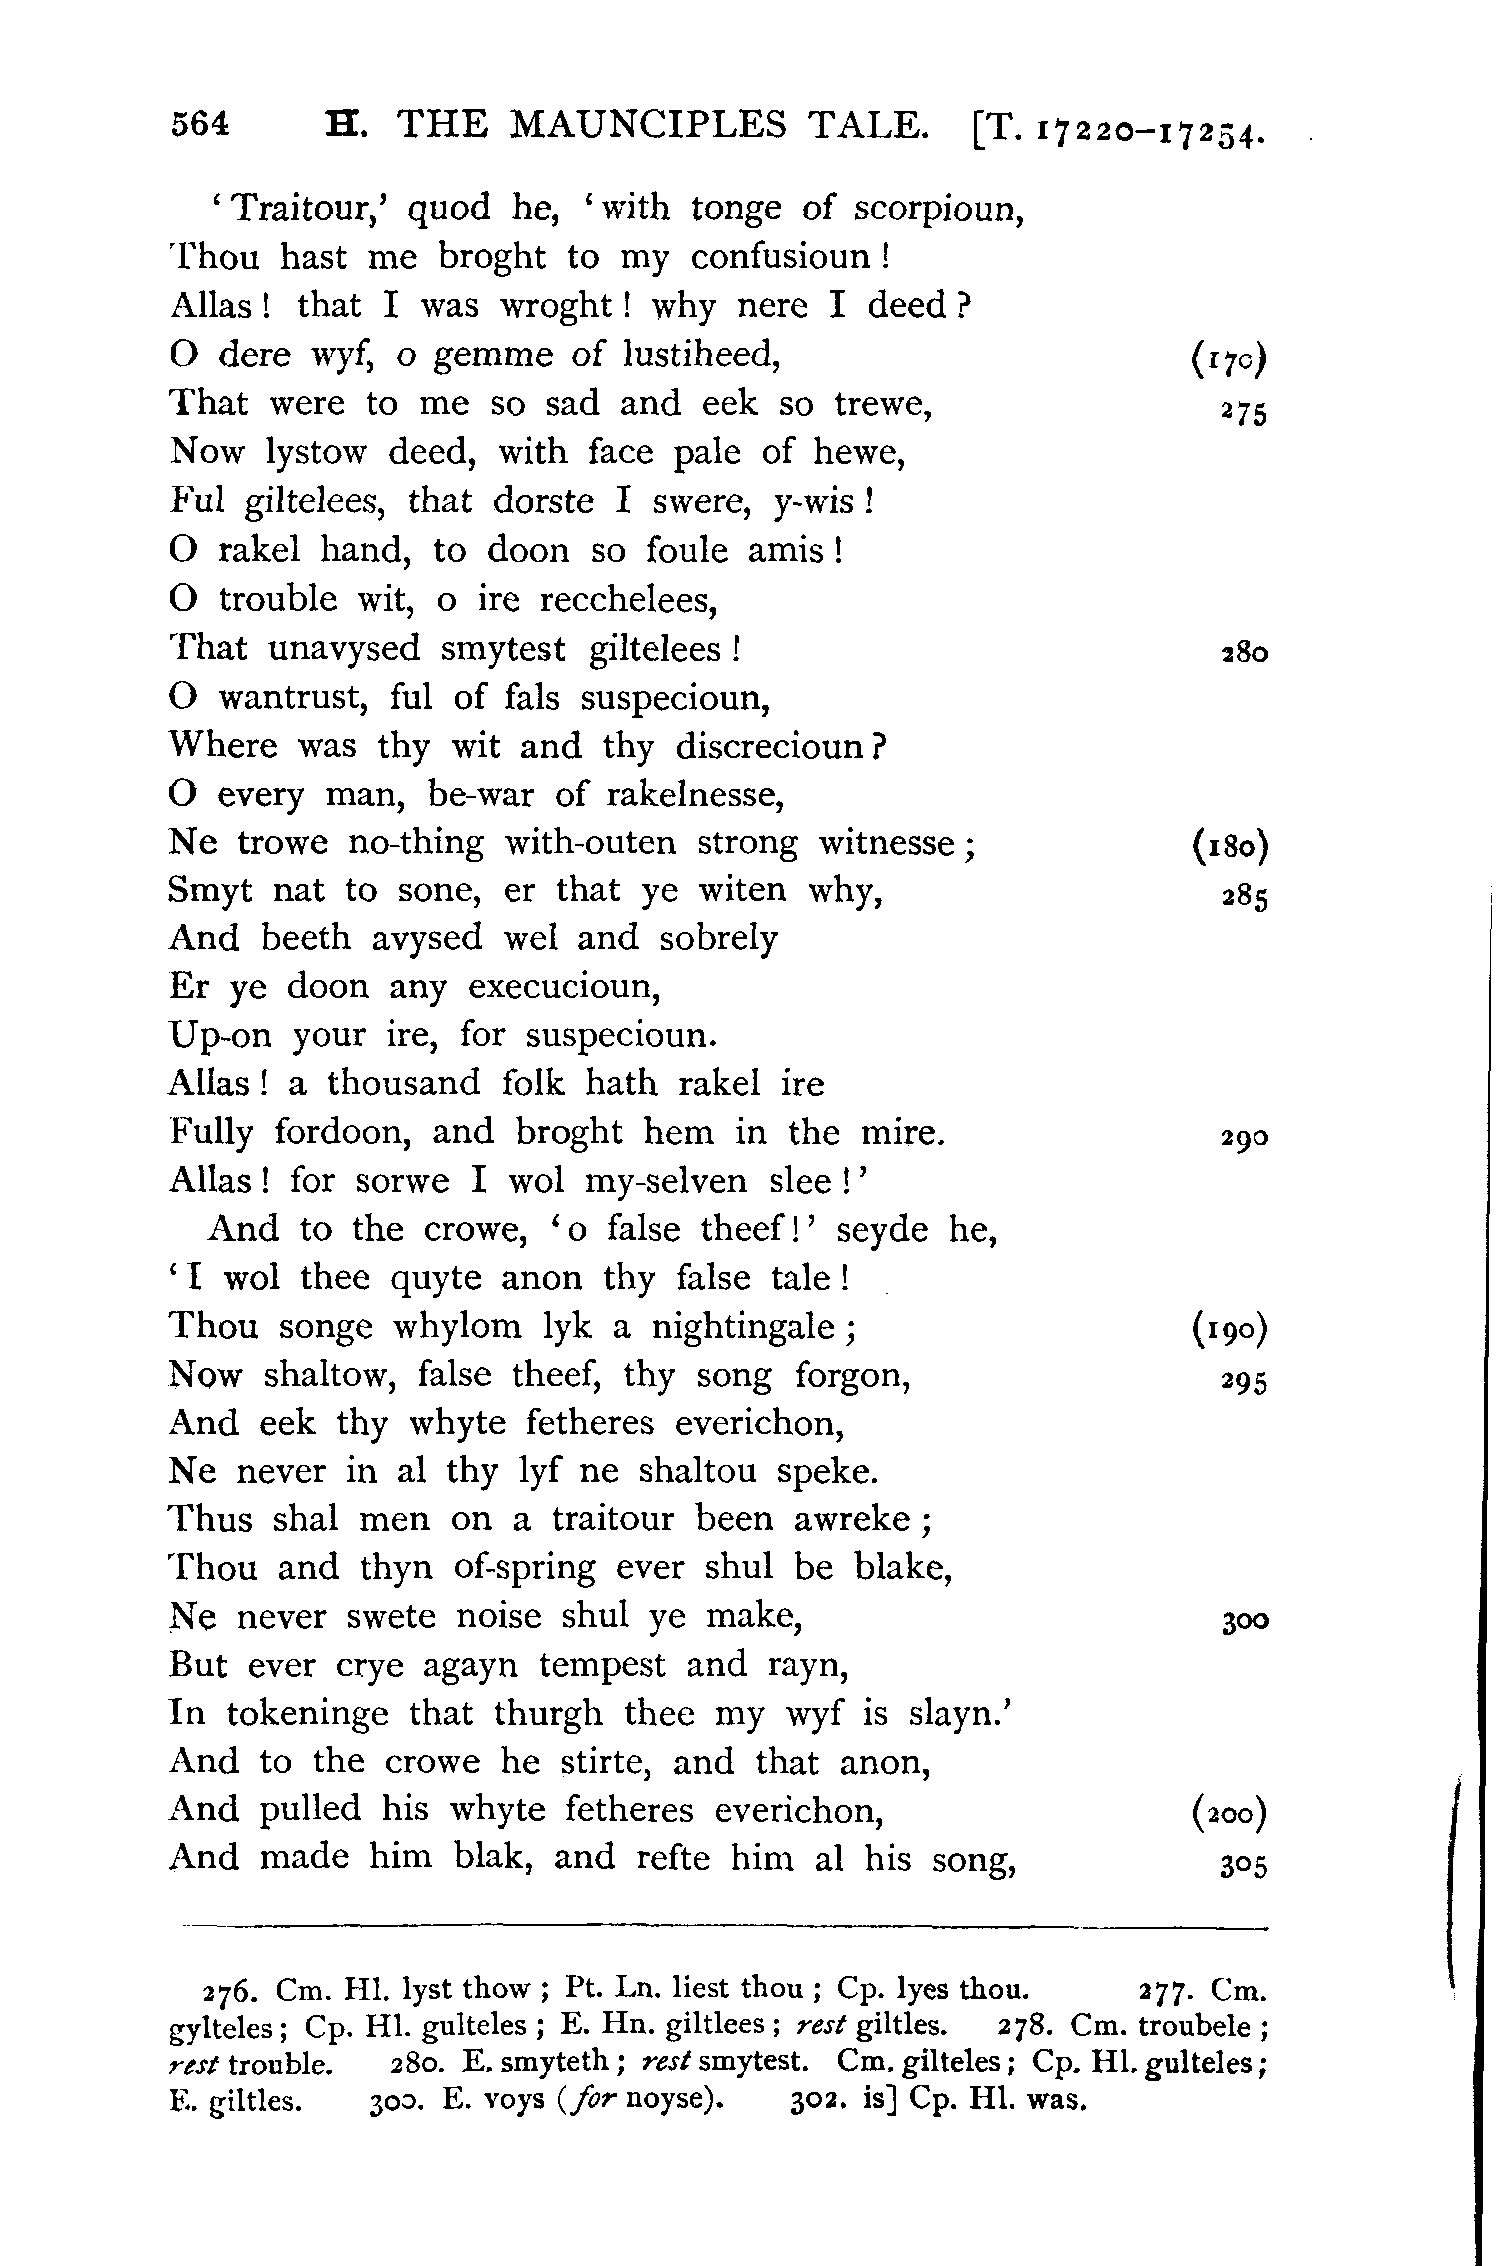 564 H. THE MAUNCIPLES TALE. [T. 17220–17254.
‘Traitour,’ quod he, ‘with tonge of scorpioun,
Thou hast me broght to my confusioun!
Allas! that I was wroght! why nere I deed?
O dere wyf, o gemme of lustiheed, (170)
That were to me so sad and eek so trewe, 275
Now lystow deed, with face pale of hewe,
Ful giltelees, that dorste I swere, y-wis!
O rakel hand, to doon so foule amis!
O trouble wit, o ire recchelees,
That unavysed smytest giltelees! 280
O wantrust, ful of fals suspecioun,
Where was thy wit and thy discrecioun?
O every man, be-war of rakelnesse,
Ne trowe no-thing with-outen strong witnesse; (180)
Smyt nat to sone, er that ye witen why, 285
And beeth avysed wel and sobrely
Er ye doon any execucioun,
Up-on your ire, for suspecioun.
Allas! a thousand folk hath rakel ire
Fully fordoon, and broght hem in the mire. 290
Allas! for sorwe I wol my-selven slee!’
And to the crowe, ‘o false theef!’ seyde he,
‘I wol thee quyte anon thy false tale!
Thou songe whylom lyk a nightingale; (190)
Now shaltow, false theef, thy song forgon, 295
And eek thy whyte fetheres everichon,
Ne never in al thy lyf ne shaltou speke.
Thus shal men on a traitour been awreke;
Thou and thyn of-spring ever shul be blake,
Ne never swete noise shul ye make, 300
But ever crye agayn tempest and rayn,
In tokeninge that thurgh thee my wyf is slayn.’
And to the crowe he stirte, and that anon,
And pulled his whyte fetheres everichon, (200)
And made him blak, and refte him al his song, 305
276. Cm. Hl. lyst thow; Pt. Ln. liest thou; Cp. lyes thou. 277. Cm.
gylteles; Cp. Hl. gulteles; E. Hn. giltlees; rest giltles. 278. Cm. troubele;
rest trouble. 280. E. smyteth; rest smytest. Cm. gilteles; Cp. Hl. gulteles;
E. giltles. 300. E. voys (for noyse). 302. is] Cp. Hl. was.